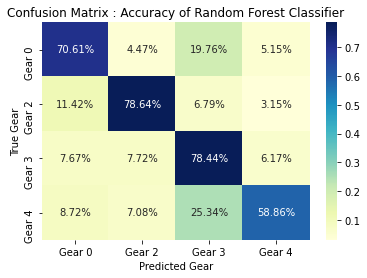 Confusion Matrix : Accuracy of Random Forest Classifier
True Gear
Gear 0
70.61% 4.47% 19.76% 5.15%
Gear 2
11.42% 78.64% 6.79% 3.15%
Gear 3
7.67% 7.72% 78.44% 6.17%
Gear 4
8.72% 7.08% 25.34% 58.86%
Gear 0 Gear 2 Gear 3 Gear 4
Predicted Gear
0.7
0.6
0.5
0.4
0.3
0.2
0.1